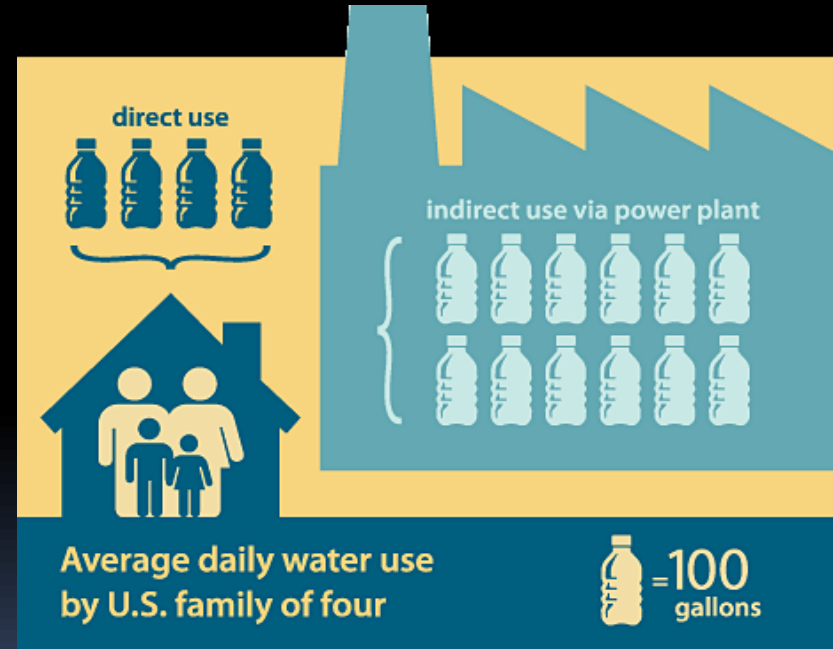 direct use
indirect use via power plant
Average daily water use
by U.S. family of four
=100
gallons